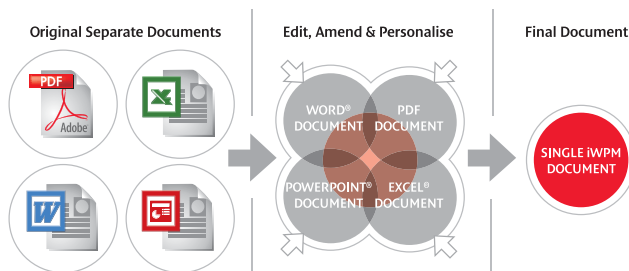 Original Separate Documents
Edit, Amend & Personalise
Final Document
PDF
Adobe
X
W
P
WORD®
DOCUMENT
PDF
DOCUMENT
POWERPOINT®
DOCUMENT
EXCEL®
DOCUMENT
SINGLE iWPM
DOCUMENT